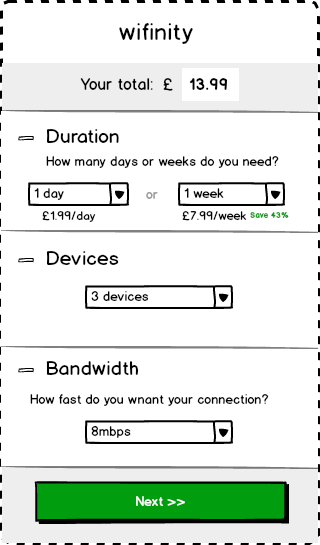 wifinity
Your total: £ 13.99
Duration
How many days or weeks do you need?
1 day or 1 week
£1.99/day £7.99/week Save 43%
Devices
3 devices
Bandwidth
How fast do you wnant your connection?
8mbps
Next >>